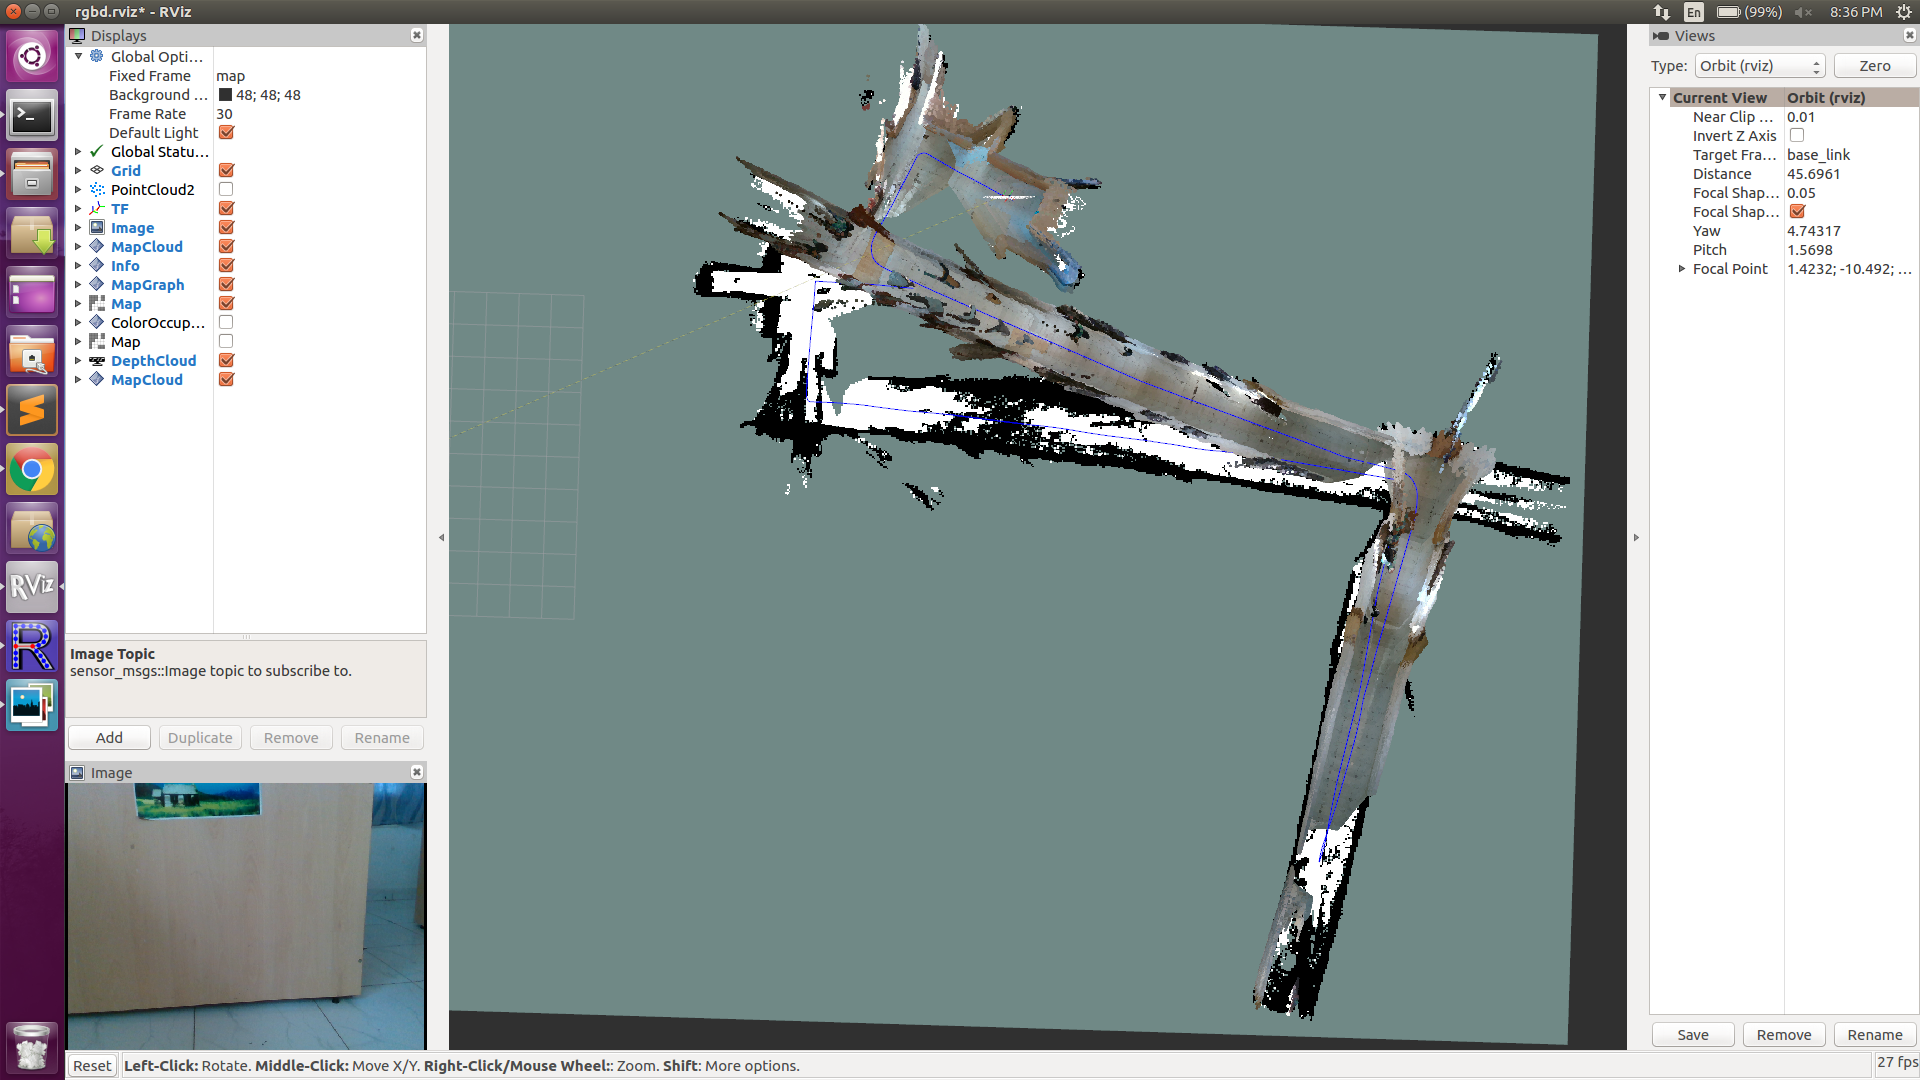 rgbd.rviz* - RViz
En
(99%)
8:36 PM
Displays
Global Opti...
Fixed Frame
map
Background ...
48; 48; 48
Frame Rate
30
Default Light
Global Statu...
Grid
PointCloud2
TF
Image
MapCloud
Info
MapGraph
Map
ColorOccup...
Map
DepthCloud
MapCloud
Image Topic
sensor_msgs::Image topic to subscribe to.
Add
Duplicate
Remove
Rename
Image
Reset
Left-Click: Rotate. Middle-Click: Move X/Y. Right-Click/Mouse Wheel:: Zoom. Shift: More options.
27 fps
Views
Type:
Orbit (rviz)
Zero
Current View
Orbit (rviz)
Near Clip ...
0.01
Invert Z Axis
Target Fra...
base_link
Distance
45.6961
Focal Shap...
0.05
Focal Shap...
Yaw
4.74317
Pitch
1.5698
Focal Point
1.4232; -10.492; ...
Save
Remove
Rename
RViz
R